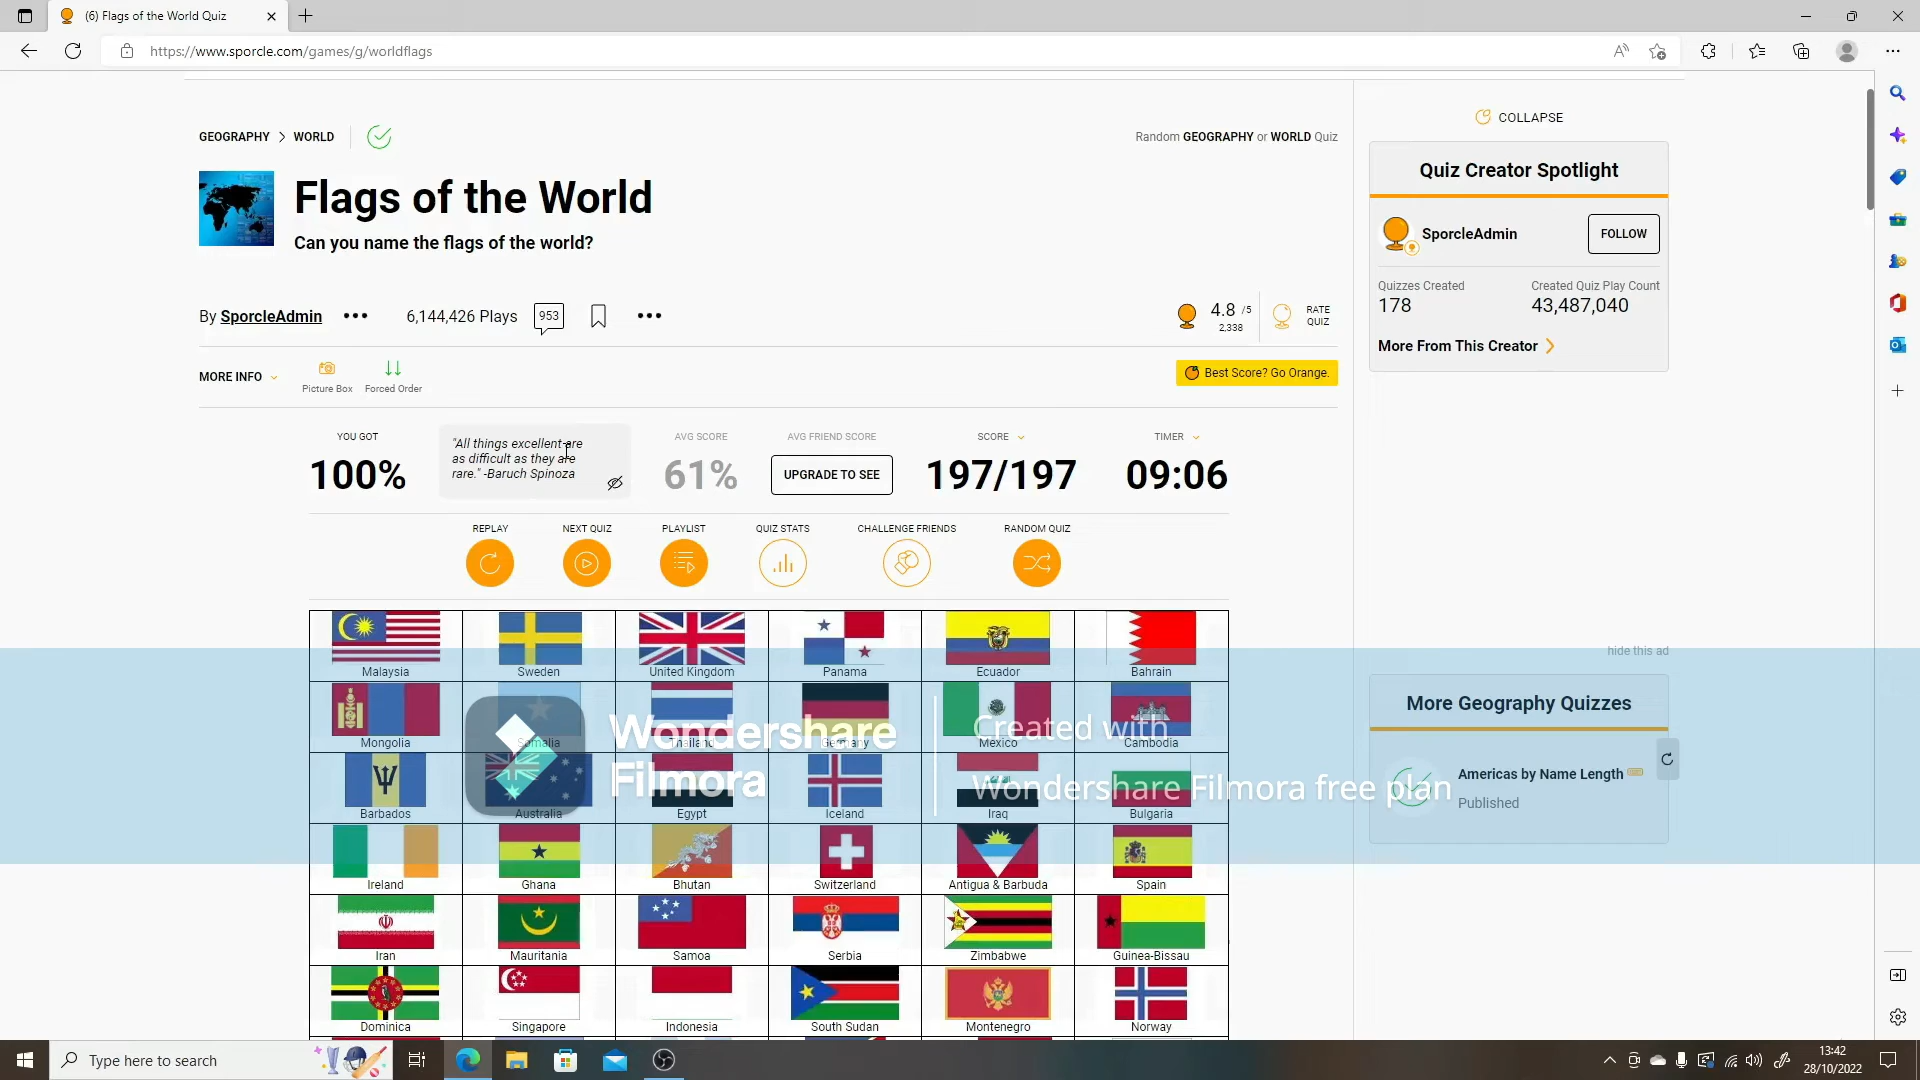 (6) Flags of the World Quiz
https://www.sporcle.com/games/g/worldflags
GEOGRAPHY > WORLD
Random GEOGRAPHY or WORLD Quiz
COLLAPSE
Flags of the World
Can you name the flags of the world?
Quiz Creator Spotlight
SporcleAdmin
FOLLOW
Quizzes Created
178
Created Quiz Play Count
43,487,040
More From This Creator
By SporcleAdmin
6,144,426 Plays
953
4.8 /5
2,338
RATE
QUIZ
MORE INFO
Picture Box
Forced Order
Best Score? Go Orange.
YOU GOT
100%
"All things excellent are
as difficult as they are
rare." -Baruch Spinoza
AVG SCORE
61%
AVG FRIEND SCORE
UPGRADE TO SEE
SCORE
197/197
TIMER
09:06
REPLAY
NEXT QUIZ
PLAYLIST
QUIZ STATS
CHALLENGE FRIENDS
RANDOM QUIZ
Malaysia
Sweden
United Kingdom
Panama
Ecuador
Bahrain
Mongolia
Somalia
Thailand
Germany
Mexico
Cambodia
Barbados
Australia
Egypt
Iceland
Iraq
Bulgaria
Ireland
Ghana
Bhutan
Switzerland
Antigua & Barbuda
Spain
Iran
Mauritania
Samoa
Serbia
Zimbabwe
Guinea-Bissau
Dominica
Singapore
Indonesia
South Sudan
Montenegro
Norway
Wondershare
Filmora
Created with
Wondershare Filmora free plan
hide this ad
More Geography Quizzes
Americas by Name Length
Published
Type here to search
13:42
28/10/2022